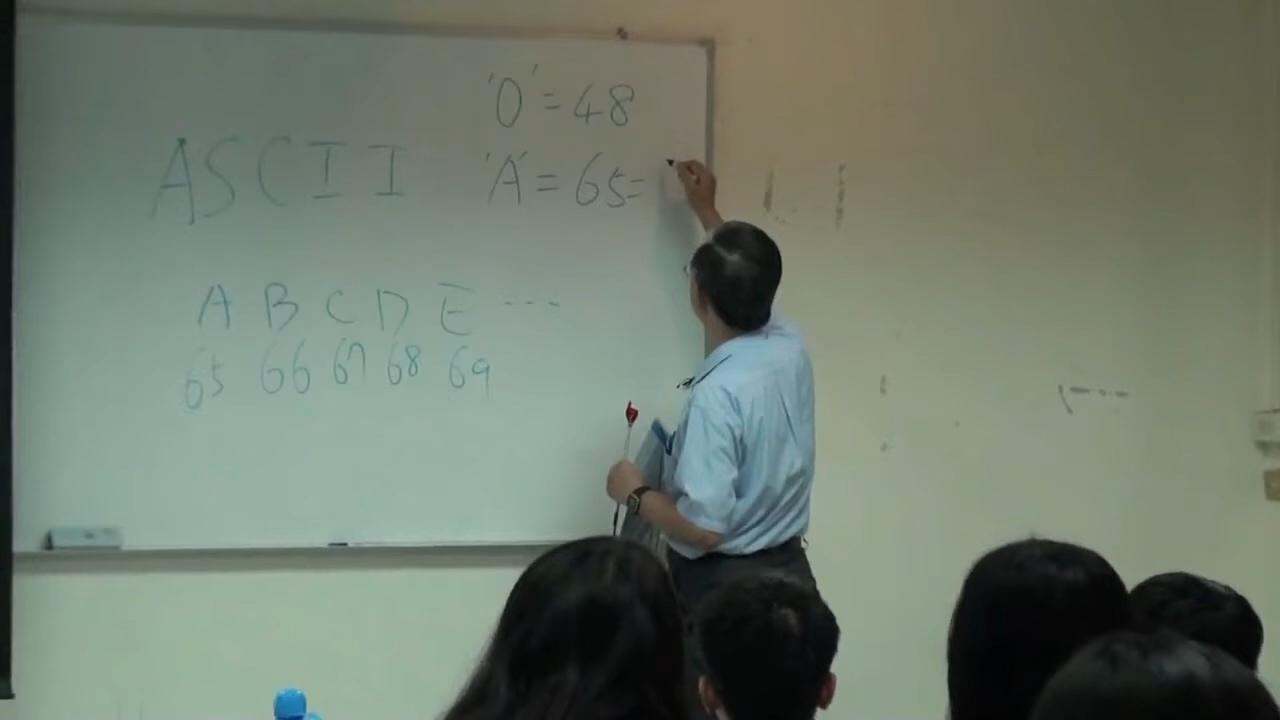 '0' = 48
ASCII
'A' = 65 =
A B C D E ...
65 66 67 68 69